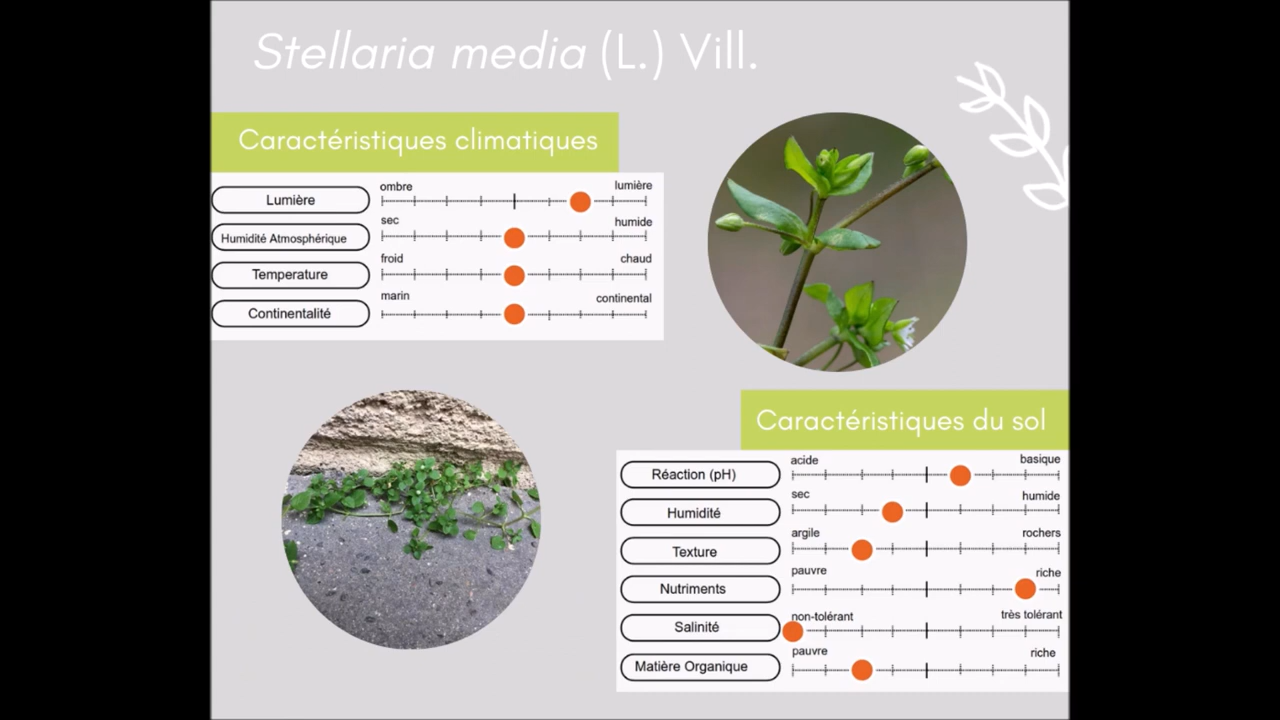 Stellaria media (L.) Vill.
Caractéristiques climatiques
Lumière ombre lumière
Humidité Atmosphérique sec humide
Temperature froid chaud
Continentalité marin continental
Caractéristiques du sol
Réaction (pH) acide basique
Humidité sec humide
Texture argile rochers
Nutriments pauvre riche
Salinité non-tolérant très tolérant
Matière Organique pauvre riche